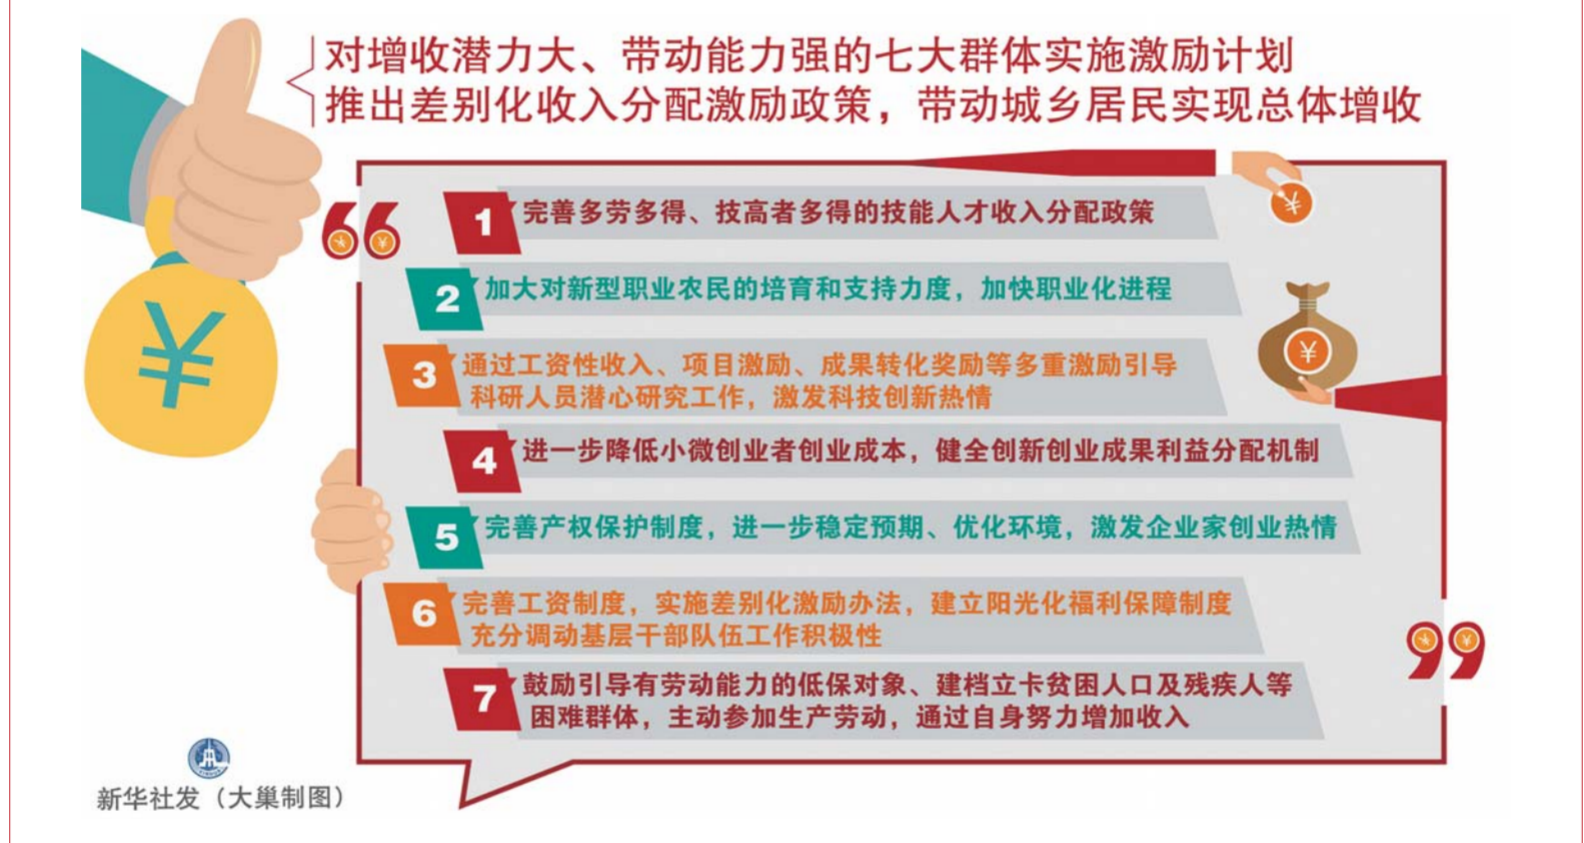 对增收潜力大、带动能力强的七大群体实施激励计划
推出差别化收入分配激励政策，带动城乡居民实现总体增收
1 完善多劳多得、技高者多得的技能人才收入分配政策
2 加大对新型职业农民的培育和支持力度，加快职业化进程
3 通过工资性收入、项目激励、成果转化奖励等多重激励引导
科研人员潜心研究工作，激发科技创新热情
4 进一步降低小微创业者创业成本，健全创新创业成果利益分配机制
5 完善产权保护制度，进一步稳定预期、优化环境，激发企业家创业热情
6 完善工资制度，实施差别化激励办法，建立阳光化福利保障制度
充分调动基层干部队伍工作积极性
7 鼓励引导有劳动能力的低保对象、建档立卡贫困人口及残疾人等
困难群体，主动参加生产劳动，通过自身努力增加收入
¥
¥
¥
¥
¥
¥
¥
新华社发（大巢制图）